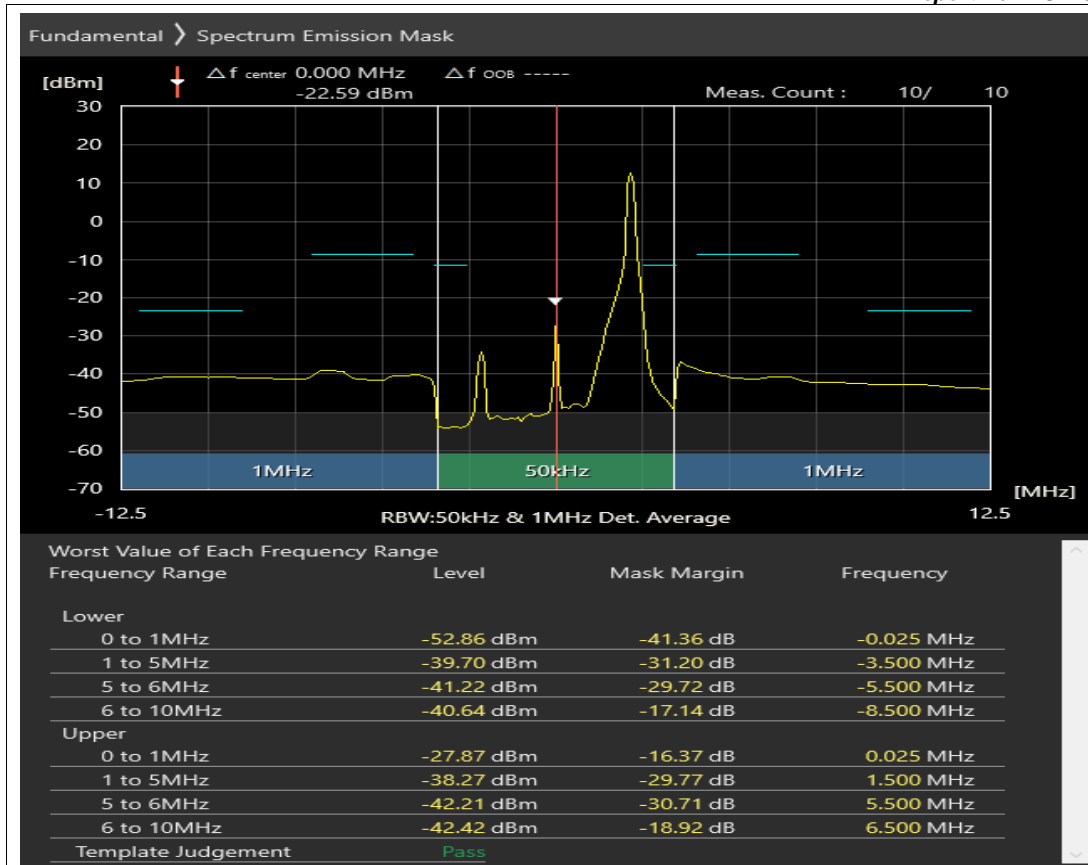 Fundamental 〉 Spectrum Emission Mask
[dBm] Δf center 0.000 MHz Δf OOB -----
-22.59 dBm Meas. Count : 10/ 10
30
20
10
0
-10
-20
-30
-40
-50
-60
1MHz 50kHz 1MHz
-70
[MHz]
-12.5 RBW:50kHz & 1MHz Det. Average 12.5
Worst Value of Each Frequency Range
Frequency Range Level Mask Margin Frequency
Lower
0 to 1MHz -52.86 dBm -41.36 dB -0.025 MHz
1 to 5MHz -39.70 dBm -31.20 dB -3.500 MHz
5 to 6MHz -41.22 dBm -29.72 dB -5.500 MHz
6 to 10MHz -40.64 dBm -17.14 dB -8.500 MHz
Upper
0 to 1MHz -27.87 dBm -16.37 dB 0.025 MHz
1 to 5MHz -38.27 dBm -29.77 dB 1.500 MHz
5 to 6MHz -42.21 dBm -30.71 dB 5.500 MHz
6 to 10MHz -42.42 dBm -18.92 dB 6.500 MHz
Template Judgement Pass